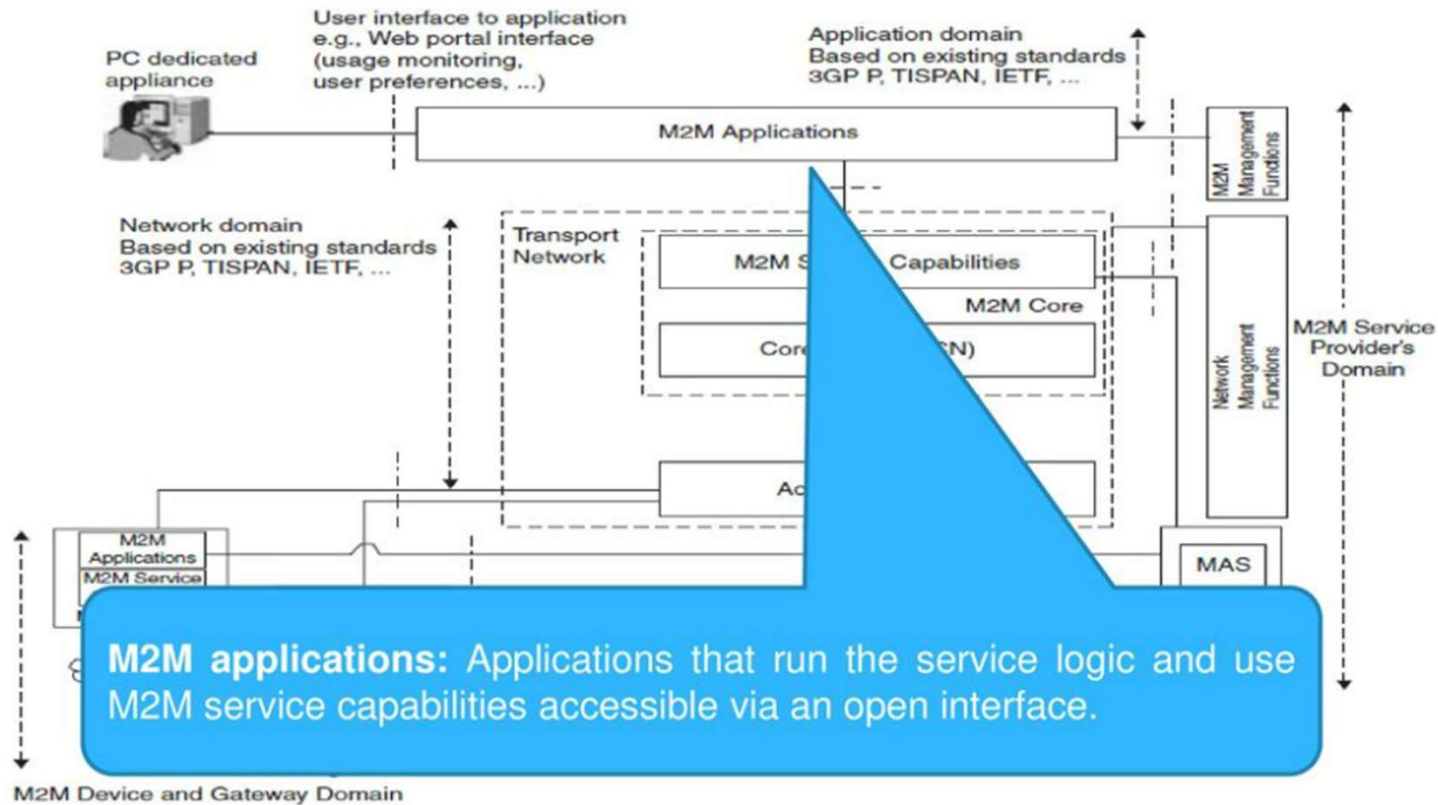 User interface to application
e.g., Web portal interface
(usage monitoring,
user preferences, ...)
PC dedicated
appliance
Application domain
Based on existing standards
3GP P, TISPAN, IETF, ...
M2M Applications
M2M
Management
Functions
Network domain
Based on existing standards
3GP P, TISPAN, IETF, ...
Transport
Network
M2M Capabilities
M2M Core
Network
Management
Functions
M2M Service
Provider's
Domain
M2M
Applications
M2M Service
MAS
M2M applications: Applications that run the service logic and use
M2M service capabilities accessible via an open interface.
M2M Device and Gateway Domain